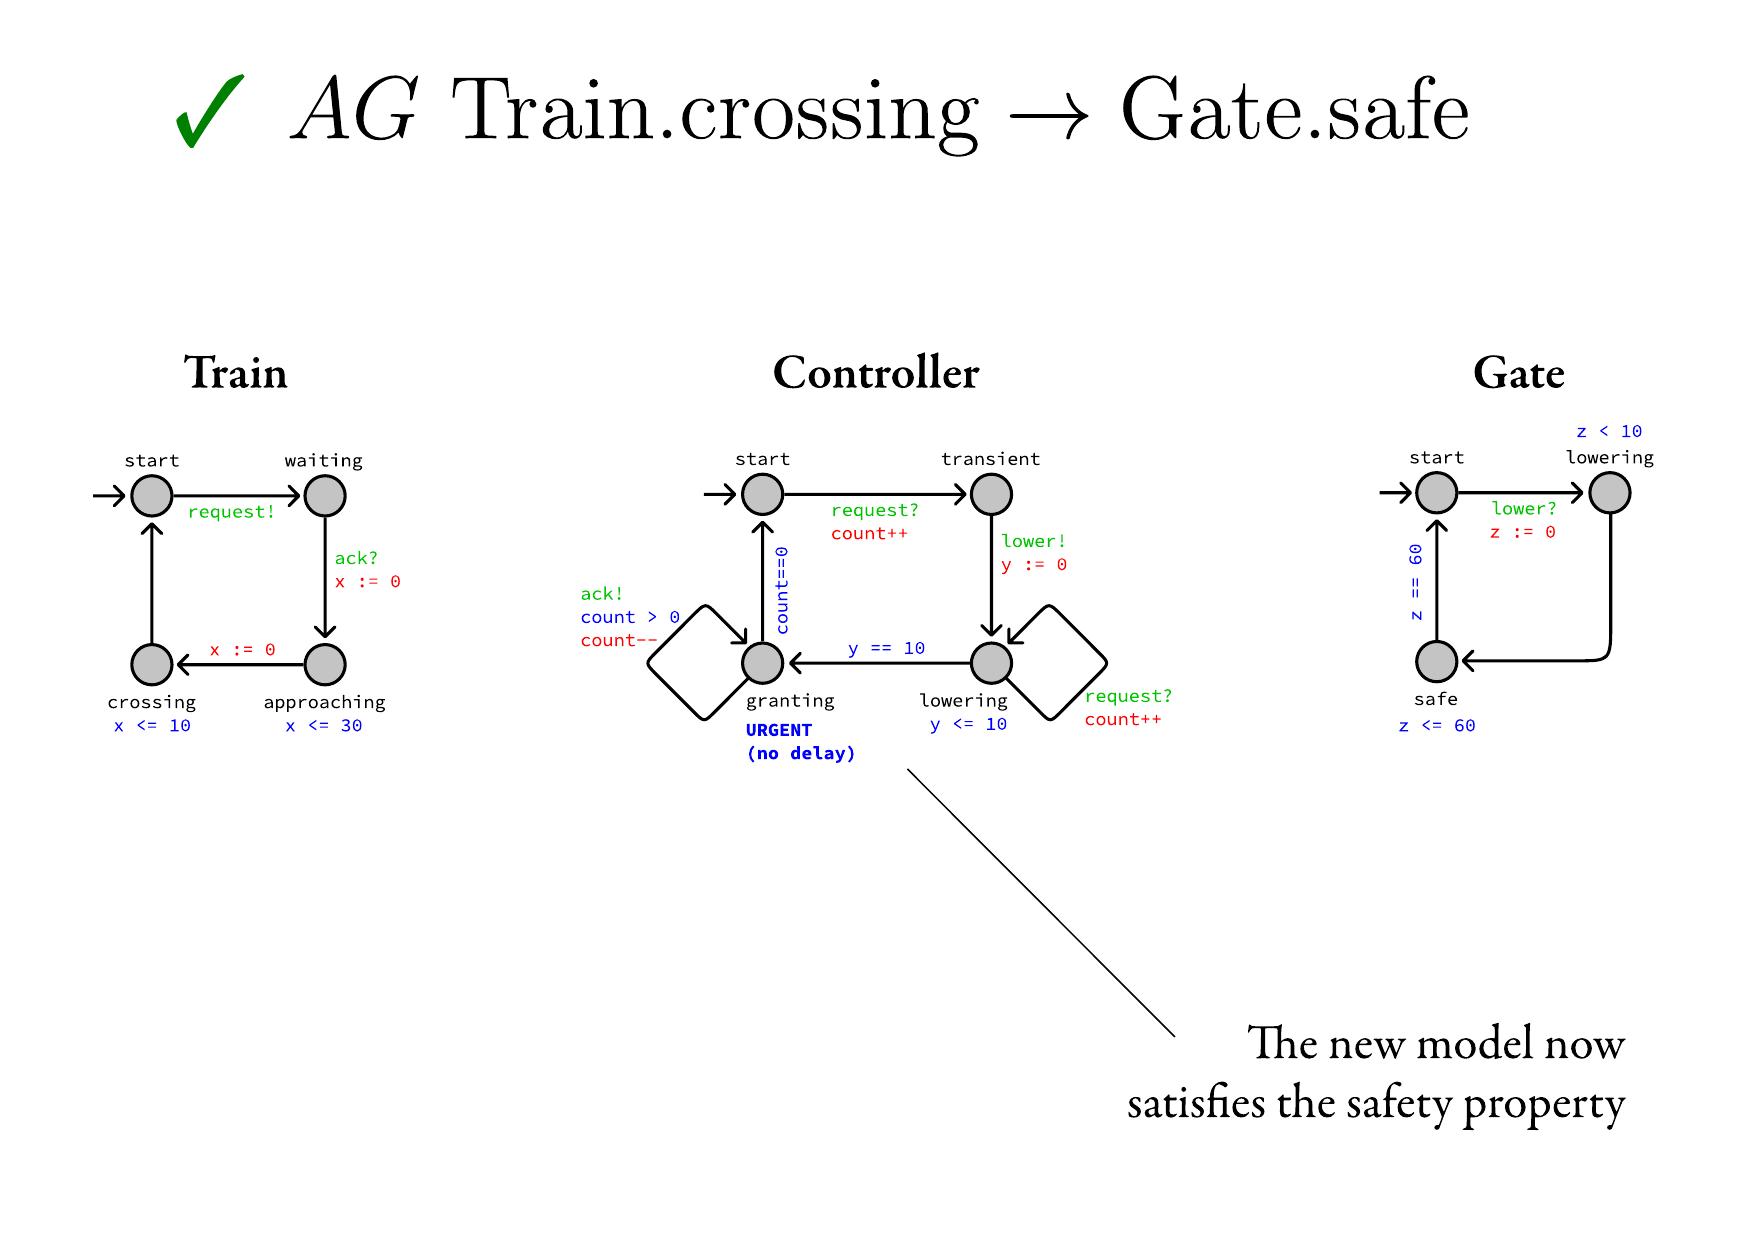 ✓ AG Train.crossing → Gate.safe
Train
start
waiting
request!
ack?
x := 0
x := 0
crossing
x <= 10
approaching
x <= 30
Controller
start
transient
request?
count++
lower!
y := 0
count==0
ack!
count > 0
count--
y == 10
granting
URGENT
(no delay)
lowering
y <= 10
request?
count++
Gate
z < 10
start
lowering
lower?
z := 0
z == 60
safe
z <= 60
The new model now
satisfies the safety property